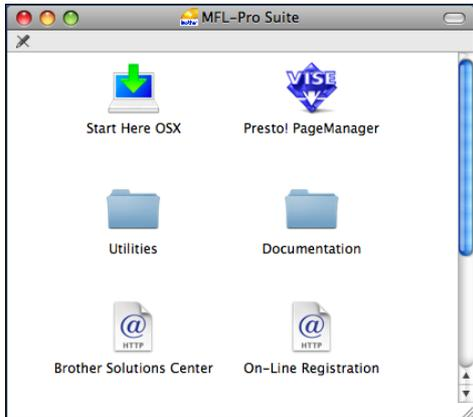 brother MFL-Pro Suite
VISE
Start Here OSX
Presto! PageManager
Utilities
Documentation
@
HTTP
@
HTTP
Brother Solutions Center
On-Line Registration